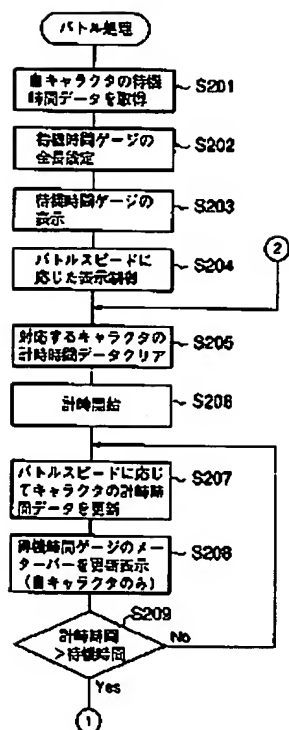 バトル処理
自キャラクタの待機
時間データを取得
S201
待機時間ゲージの
全長設定
S202
待機時間ゲージの
表示
S203
バトルスピードに
応じた表示制御
S204
2
対応するキャラクタの
計時時間データクリア
S205
計時開始
S206
バトルスピードに応じ
てキャラクタの計時時
間データを更新
S207
待機時間ゲージのメー
ターバーを更新表示
(自キャラクタのみ)
S208
S209
計時時間
>待機時間
No
Yes
1